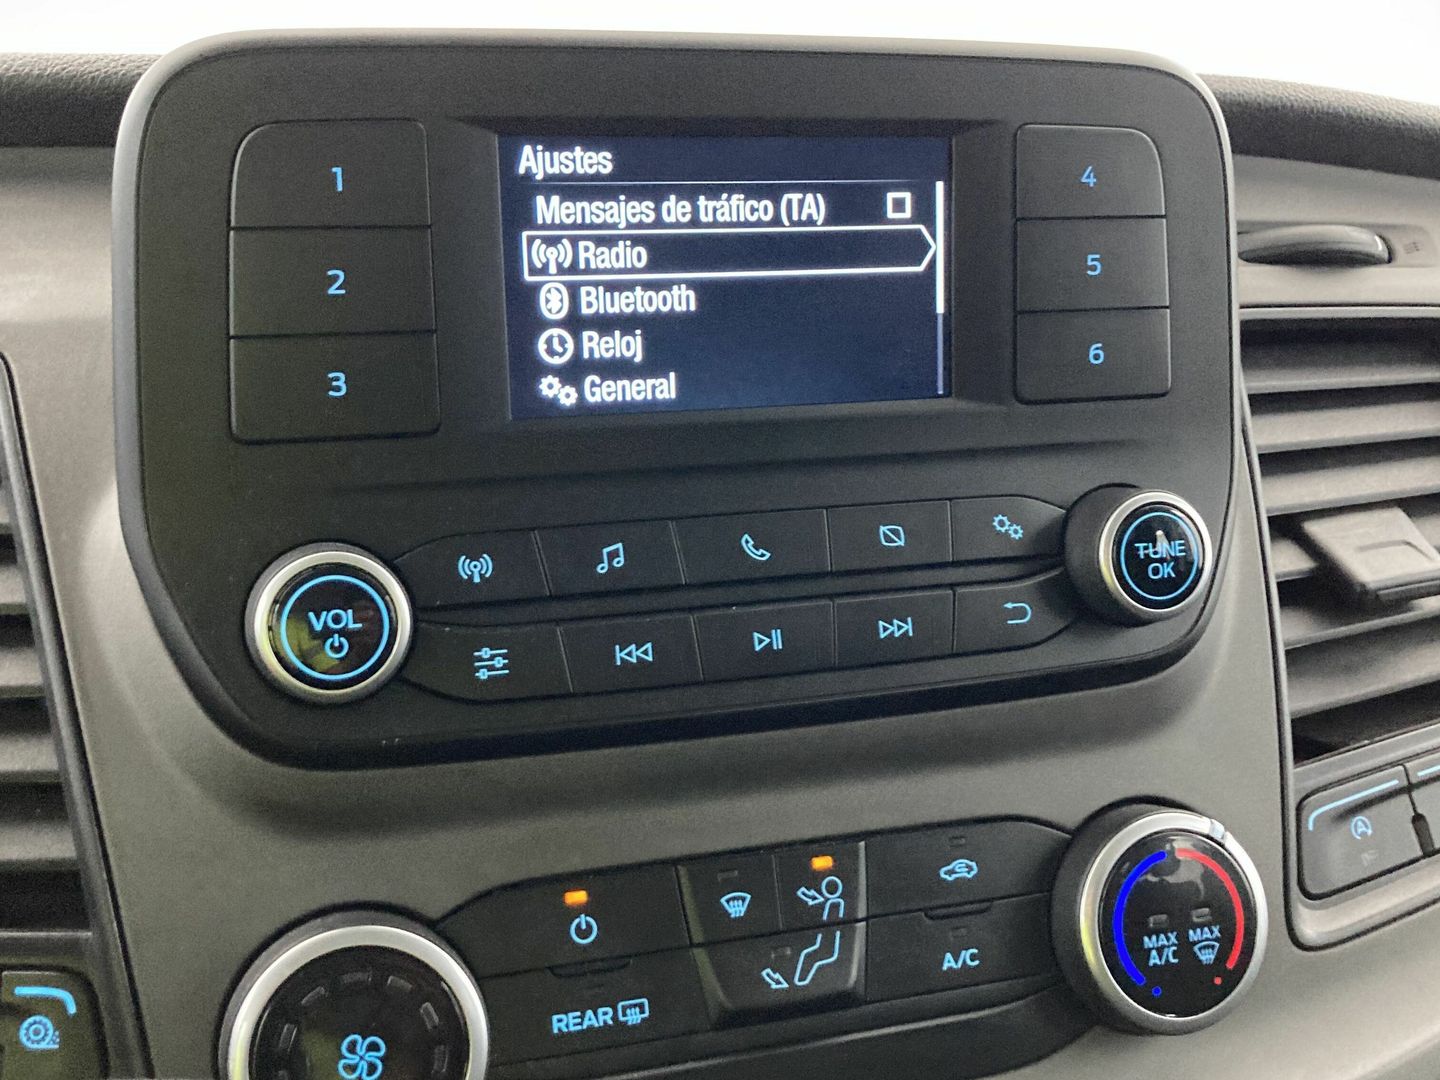 Ajustes
Mensajes de tráfico (TA)
Radio
Bluetooth
Reloj
General
1
2
3
4
5
6
VOL
TUNE
OK
REAR
A/C
MAX
A/C
MAX
A